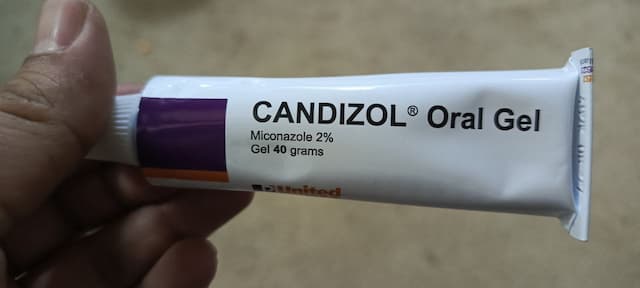 CANDIZOL® Oral Gel
Miconazole 2%
Gel 40 grams
United